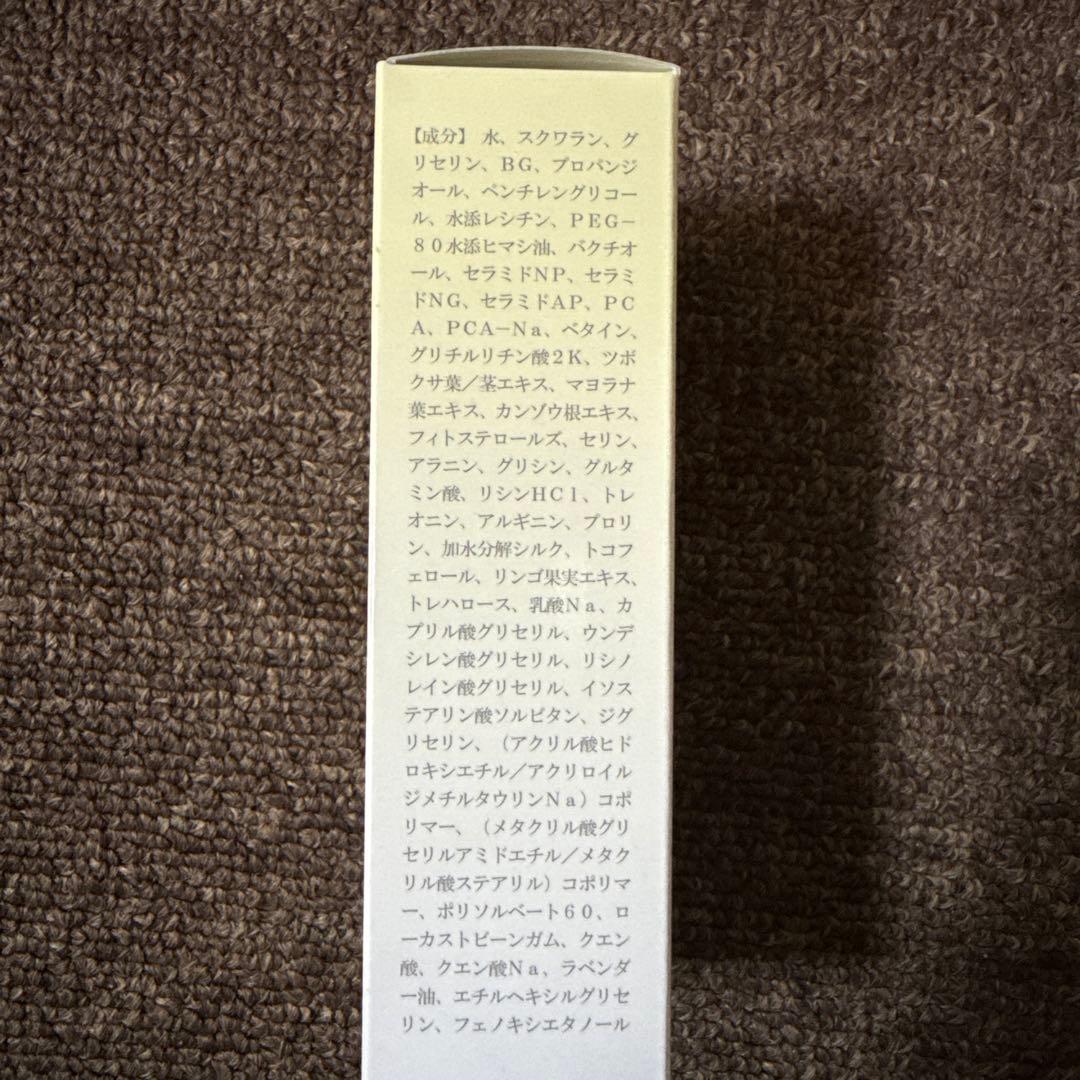 【成分】 水、スクワラン、グ
リセリン、ＢＧ、プロパンジ
オール、ペンチレングリコー
ル、水添レシチン、ＰＥＧ－
８０水添ヒマシ油、バクチオ
ール、セラミドＮＰ、セラミ
ドＮＧ、セラミドＡＰ、ＰＣ
Ａ、ＰＣＡ－Ｎａ、ベタイン、
グリチルリチン酸２Ｋ、ツボ
クサ葉／茎エキス、マヨラナ
葉エキス、カンゾウ根エキス、
フィトステロールズ、セリン、
アラニン、グリシン、グルタ
ミン酸、リシンＨＣｌ、トレ
オニン、アルギニン、プロリ
ン、加水分解シルク、トコフ
ェロール、リンゴ果実エキス、
トレハロース、乳酸Ｎａ、カ
プリル酸グリセリル、ウンデ
シレン酸グリセリル、リシノ
レイン酸グリセリル、イソス
テアリン酸ソルビタン、ジグ
リセリン、（アクリル酸ヒド
ロキシエチル／アクリロイル
ジメチルタウリンＮａ）コポ
リマー、（メタクリル酸グリ
セリルアミドエチル／メタク
リル酸ステアリル）コポリマ
ー、ポリソルベート６０、ロ
ーカストビーンガム、クエン
酸、クエン酸Ｎａ、ラベンダ
ー油、エチルヘキシルグリセ
リン、フェノキシエタノール